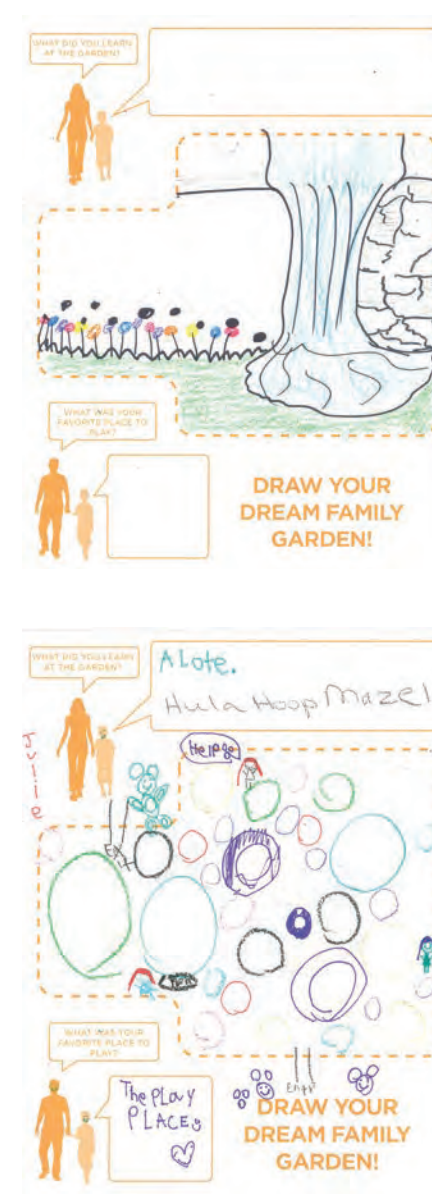 WHAT DID YOU LEARN
AT THE GARDEN?
WHAT WAS YOUR
FAVORITE PLACE TO
PLAY?
DRAW YOUR
DREAM FAMILY
GARDEN!
WHAT DID YOU LEARN
AT THE GARDEN?
A Lote.
Hula Hoop Maze!
Julie
Help
WHAT WAS YOUR
FAVORITE PLACE TO
PLAY?
The PLay
PLACE
DRAW YOUR
DREAM FAMILY
GARDEN!